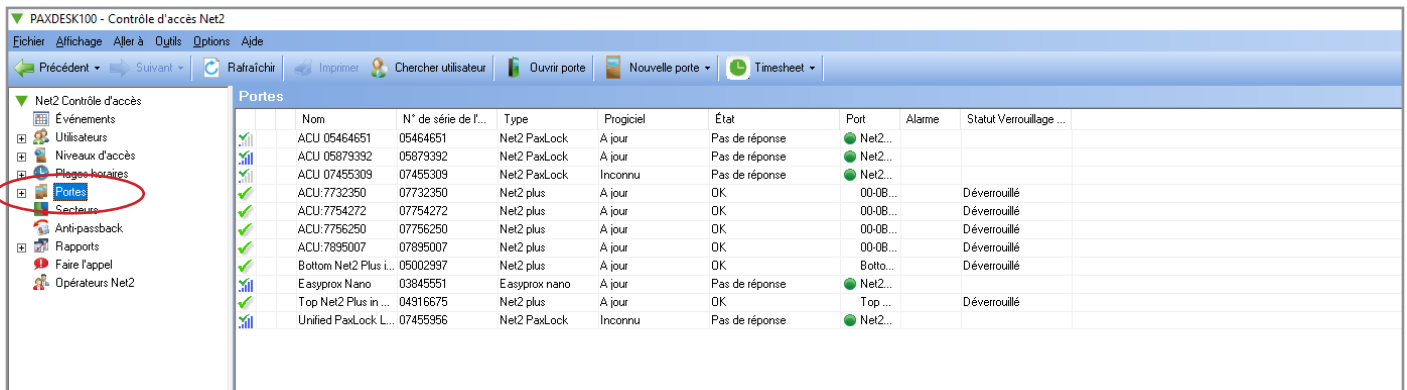 PAXDESK100 - Contrôle d'accès Net2
Fichier Affichage Aller à Outils Options Aide
Précédent Suivant Rafraîchir Imprimer Chercher utilisateur Ouvrir porte Nouvelle porte Timesheet
Net2 Contrôle d'accès
Événements
Utilisateurs
Niveaux d'accès
Plages horaires
Portes
Secteurs
Anti-passback
Rapports
Faire l'appel
Opérateurs Net2
Portes
Nom N° de série de l'... Type Progiciel État Port Alarme Statut Verrouillage ...
ACU 05464651 05464651 Net2 PaxLock A jour Pas de réponse Net2...
ACU 05879392 05879392 Net2 PaxLock A jour Pas de réponse Net2...
ACU 07455309 07455309 Net2 PaxLock Inconnu Pas de réponse Net2...
ACU:7732350 07732350 Net2 plus A jour OK 00-0B... Déverrouillé
ACU:7754272 07754272 Net2 plus A jour OK 00-0B... Déverrouillé
ACU:7756250 07756250 Net2 plus A jour OK 00-0B... Déverrouillé
ACU:7895007 07895007 Net2 plus A jour OK 00-0B... Déverrouillé
Bottom Net2 Plus i... 05002997 Net2 plus A jour OK Botto... Déverrouillé
Easyprox Nano 03845551 Easyprox nano A jour Pas de réponse Net2...
Top Net2 Plus in ... 04916675 Net2 plus A jour OK Top ... Déverrouillé
Unified PaxLock L... 07455956 Net2 PaxLock Inconnu Pas de réponse Net2...